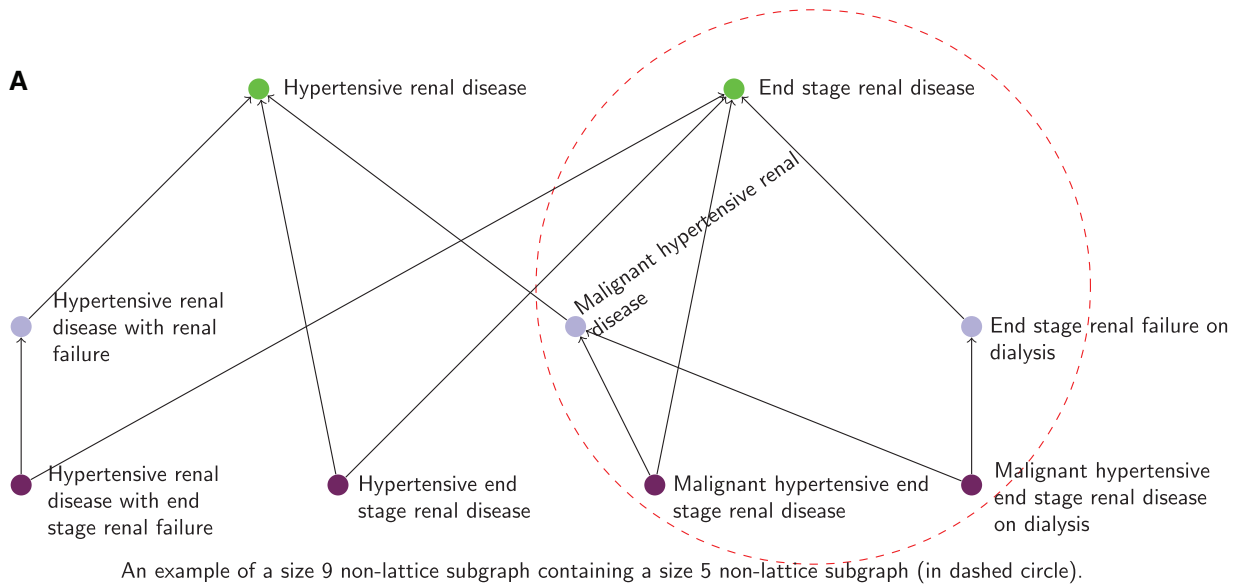 A
Hypertensive renal disease
End stage renal disease
Malignant hypertensive renal
disease
Hypertensive renal
disease with renal
failure
End stage renal failure on
dialysis
Hypertensive renal
disease with end
stage renal failure
Hypertensive end
stage renal disease
Malignant hypertensive end
stage renal disease
Malignant hypertensive
end stage renal disease
on dialysis
An example of a size 9 non-lattice subgraph containing a size 5 non-lattice subgraph (in dashed circle).